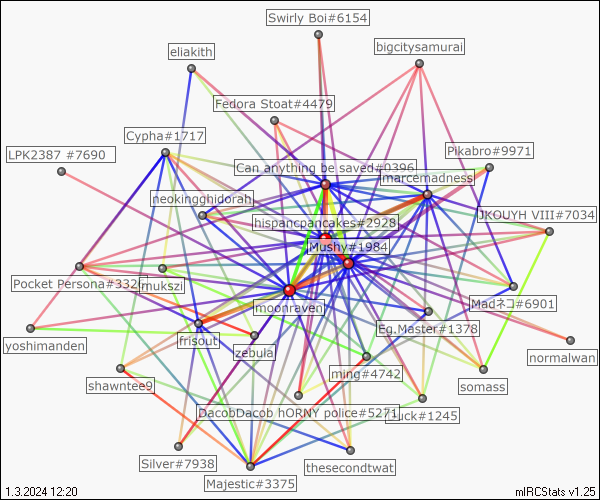 Swirly Boi#6154
bigcitysamurai
eliakith
Fedora Stoat#4479
Cypha#1717
Pikabro#9971
LPK2387 #7690
Can anything be saved#0396
jmarcemadness
neokingghidorah
JKOUYH VIII#7034
hispancpancakes#2928
Mushy#1984
Pocket Persona#332
mukszi
moonraven
Madネコ#6901
Eg.Master#1378
yoshimanden
frisout
zebula
normalwan
ming#4742
shawntee9
somass
DacobDacob hORNY police#5271
Zuck#1245
Silver#7938
thesecondtwat
Majestic#3375
1.3.2024 12:20
mIRCStats v1.25